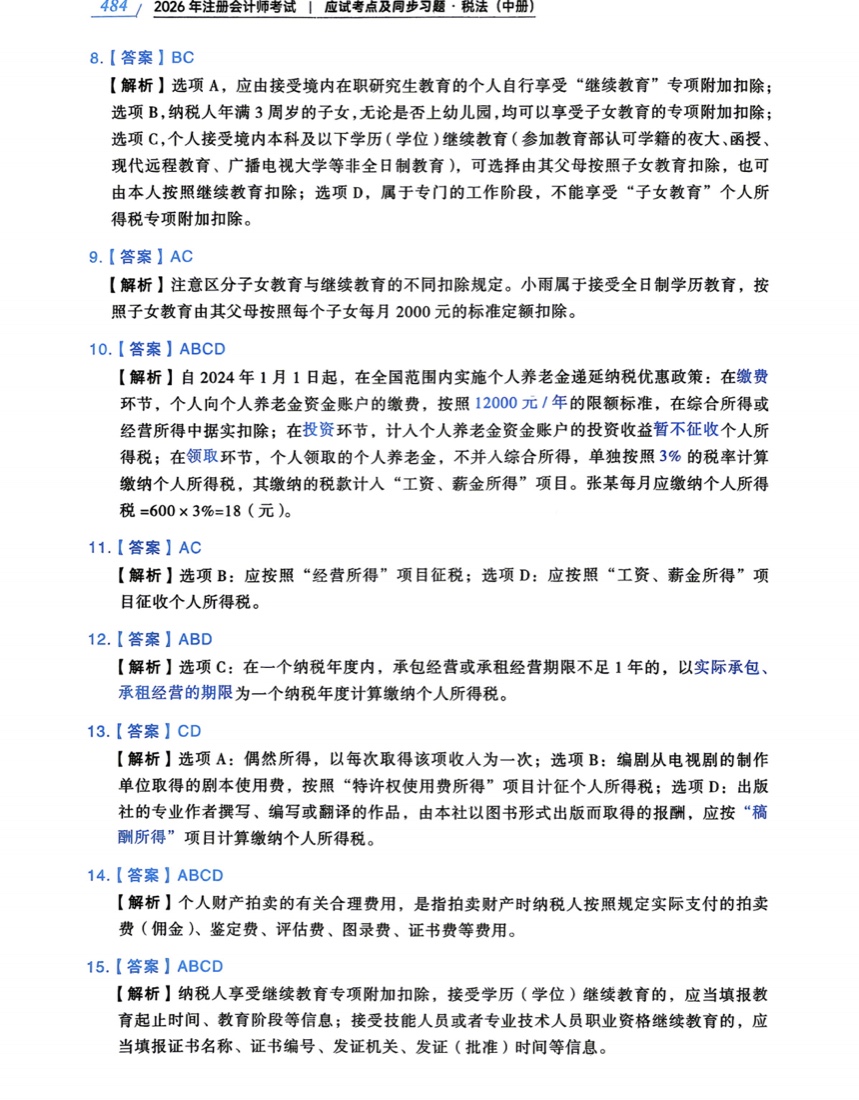 484 / 2026年注册会计师考试 | 应试考点及同步习题·税法（中册）
8.【答案】BC
【解析】选项 A，应由接受境内在职研究生教育的个人自行享受“继续教育”专项附加扣除；
选项 B,纳税人年满 3 周岁的子女,无论是否上幼儿园,均可以享受子女教育的专项附加扣除；
选项 C,个人接受境内本科及以下学历（学位）继续教育（参加教育部认可学籍的夜大、函授、
现代远程教育、广播电视大学等非全日制教育），可选择由其父母按照子女教育扣除，也可
由本人按照继续教育扣除；选项 D，属于专门的工作阶段，不能享受“子女教育”个人所
得税专项附加扣除。
9.【答案】AC
【解析】注意区分子女教育与继续教育的不同扣除规定。小雨属于接受全日制学历教育，按
照子女教育由其父母按照每个子女每月 2000 元的标准定额扣除。
10.【答案】ABCD
【解析】自 2024 年 1 月 1 日起，在全国范围内实施个人养老金递延纳税优惠政策：在缴费
环节，个人向个人养老金资金账户的缴费，按照 12000 元 / 年的限额标准，在综合所得或
经营所得中据实扣除；在投资环节，计入个人养老金资金账户的投资收益暂不征收个人所
得税；在领取环节，个人领取的个人养老金，不并入综合所得，单独按照 3% 的税率计算
缴纳个人所得税，其缴纳的税款计入“工资、薪金所得”项目。张某每月应缴纳个人所得
税 =600 × 3%=18（元）。
11.【答案】AC
【解析】选项 B：应按照“经营所得”项目征税；选项 D：应按照“工资、薪金所得”项
目征收个人所得税。
12.【答案】ABD
【解析】选项 C：在一个纳税年度内，承包经营或承租经营期限不足 1 年的，以实际承包、
承租经营的期限为一个纳税年度计算缴纳个人所得税。
13.【答案】CD
【解析】选项 A：偶然所得，以每次取得该项收入为一次；选项 B：编剧从电视剧的制作
单位取得的剧本使用费，按照“特许权使用费所得”项目计征个人所得税；选项 D：出版
社的专业作者撰写、编写或翻译的作品，由本社以图书形式出版而取得的报酬，应按“稿
酬所得”项目计算缴纳个人所得税。
14.【答案】ABCD
【解析】个人财产拍卖的有关合理费用，是指拍卖财产时纳税人按照规定实际支付的拍卖
费（佣金）、鉴定费、评估费、图录费、证书费等费用。
15.【答案】ABCD
【解析】纳税人享受继续教育专项附加扣除，接受学历（学位）继续教育的，应当填报教
育起止时间、教育阶段等信息；接受技能人员或者专业技术人员职业资格继续教育的，应
当填报证书名称、证书编号、发证机关、发证（批准）时间等信息。